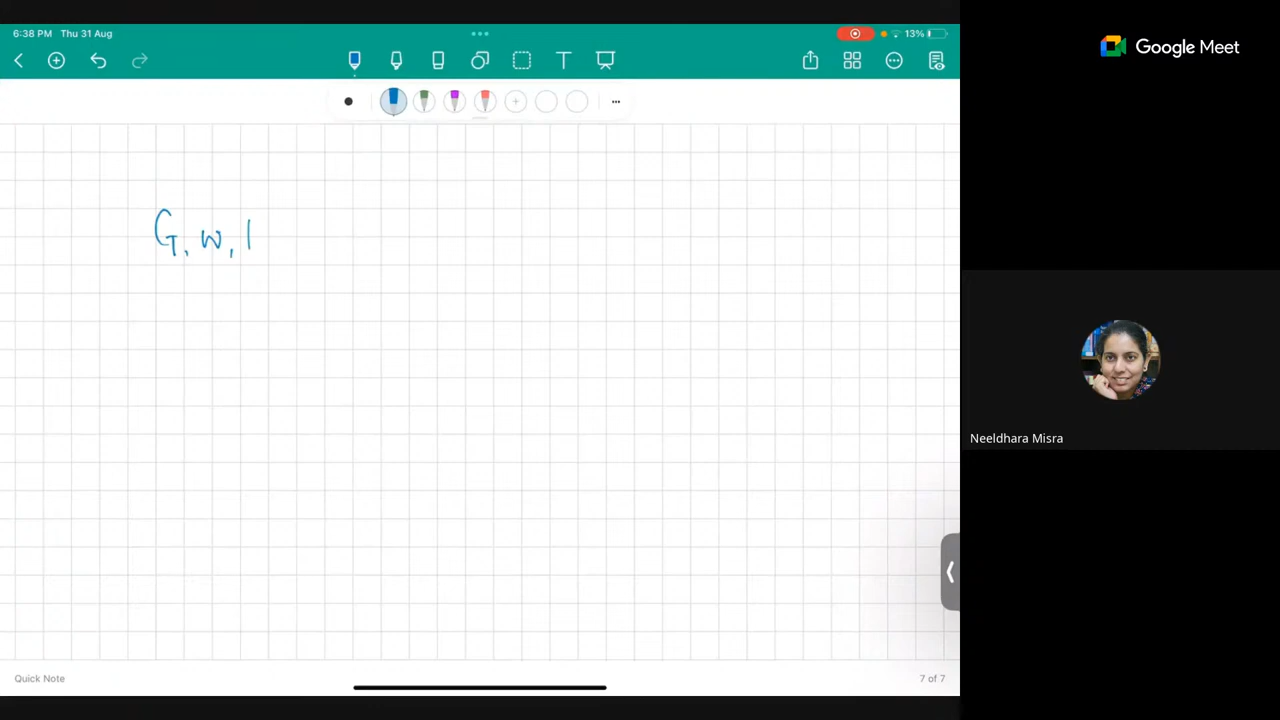 6:38 PM Thu 31 Aug
13%
Google Meet
G, w, l
Neeldhara Misra
Quick Note
7 of 7